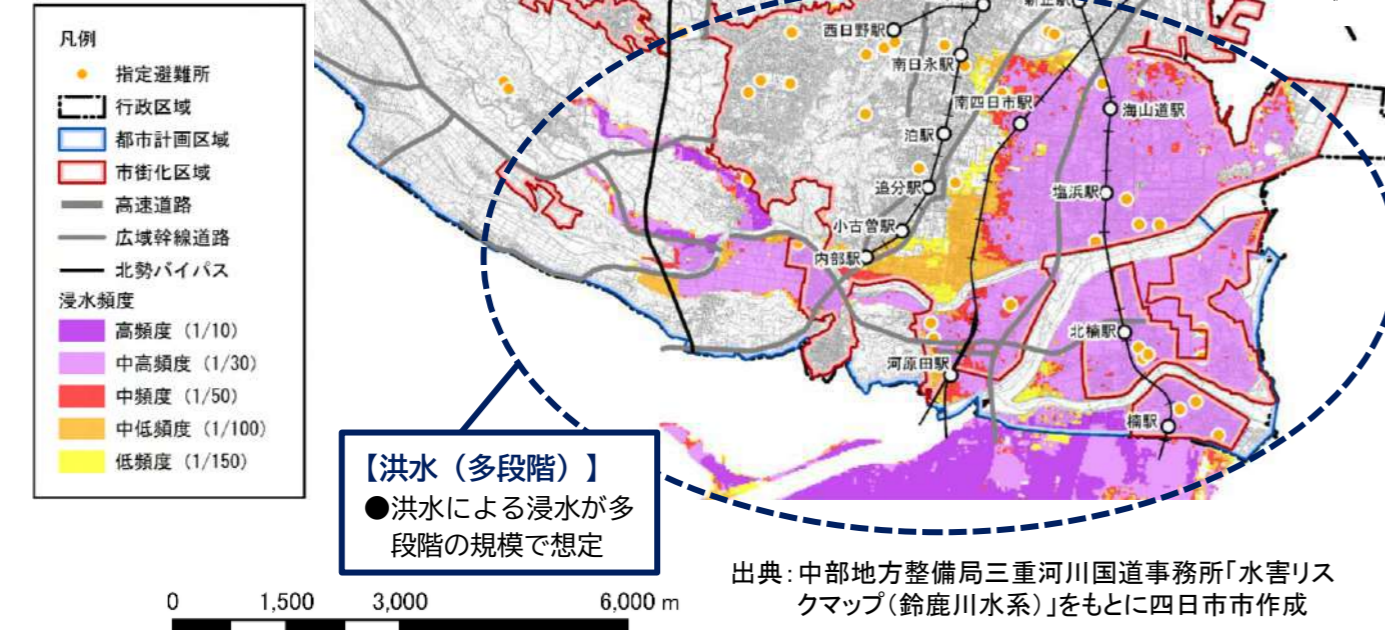 凡例
指定避難所
行政区域
都市計画区域
市街化区域
高速道路
広域幹線道路
北勢バイパス
浸水頻度
高頻度（1/10）
中高頻度（1/30）
中頻度（1/50）
中低頻度（1/100）
低頻度（1/150）
西日野駅
南日永駅
南四日市駅
海山道駅
泊駅
追分駅
塩浜駅
小古曽駅
内部駅
北楠駅
河原田駅
楠駅
【洪水（多段階）】
●洪水による浸水が多
段階の規模で想定
出典：中部地方整備局三重河川国道事務所「水害リス
クマップ（鈴鹿川水系）」をもとに四日市市作成
0 1,500 3,000 6,000 m